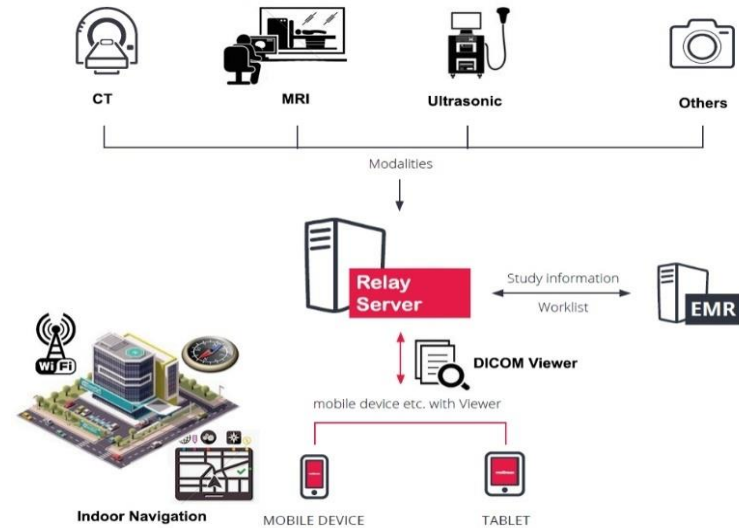 CT
MRI
Ultrasonic
Others
Modalities
Relay
Server
Study information
Worklist
EMR
DICOM Viewer
WiFi
mobile device etc. with Viewer
Indoor Navigation
MOBILE DEVICE
TABLET